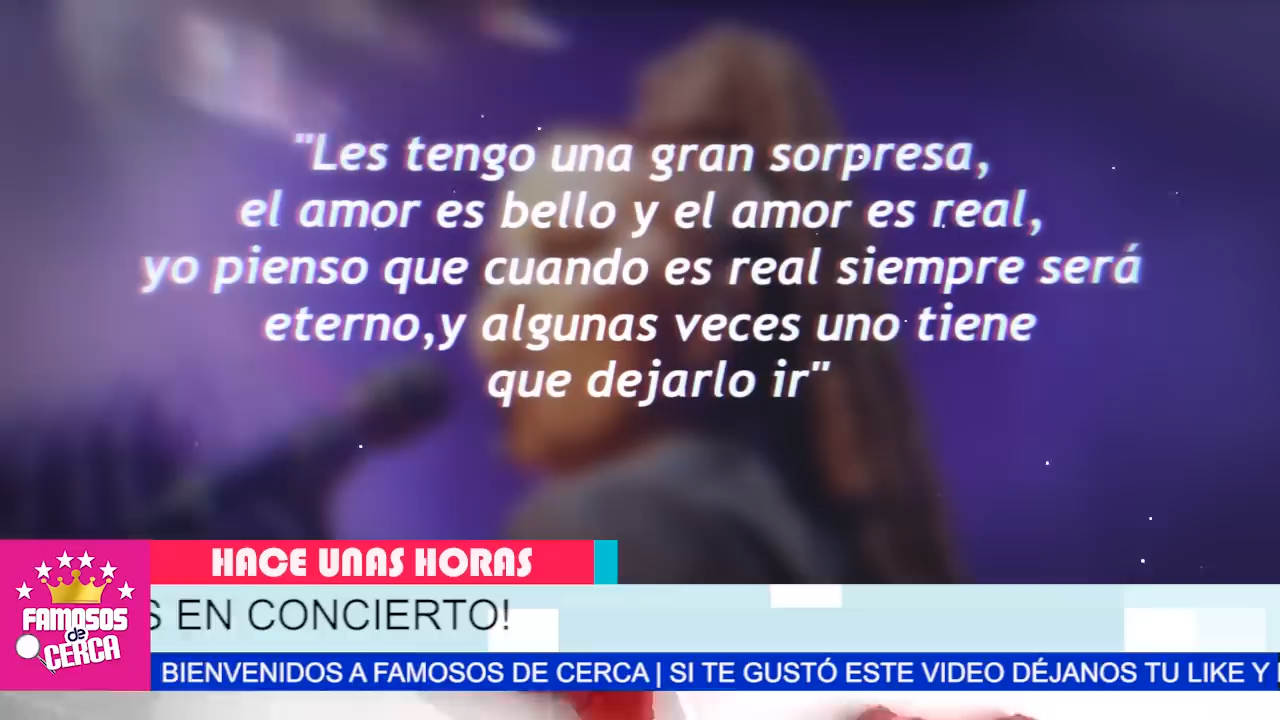 "Les tengo una gran sorpresa,
el amor es bello y el amor es real,
yo pienso que cuando es real siempre será
eterno,y algunas veces uno tiene
que dejarlo ir"
HACE UNAS HORAS
S EN CONCIERTO!
FAMOSOS
de
CERCA
BIENVENIDOS A FAMOSOS DE CERCA | SI TE GUSTÓ ESTE VIDEO DÉJANOS TU LIKE Y